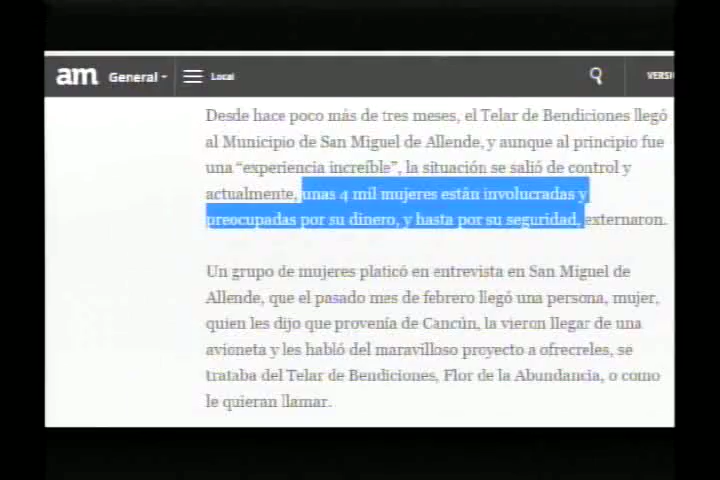 am General Local VERSI
Desde hace poco más de tres meses, el Telar de Bendiciones llegó
al Municipio de San Miguel de Allende, y aunque al principio fue
una “experiencia increíble”, la situación se salió de control y
actualmente, unas 4 mil mujeres están involucradas y
preocupadas por su dinero, y hasta por su seguridad, externaron.
Un grupo de mujeres platicó en entrevista en San Miguel de
Allende, que el pasado mes de febrero llegó una persona, mujer,
quien les dijo que provenía de Cancún, la vieron llegar de una
avioneta y les habló del maravilloso proyecto a ofrecreles, se
trataba del Telar de Bendiciones, Flor de la Abundancia, o como
le quieran llamar.